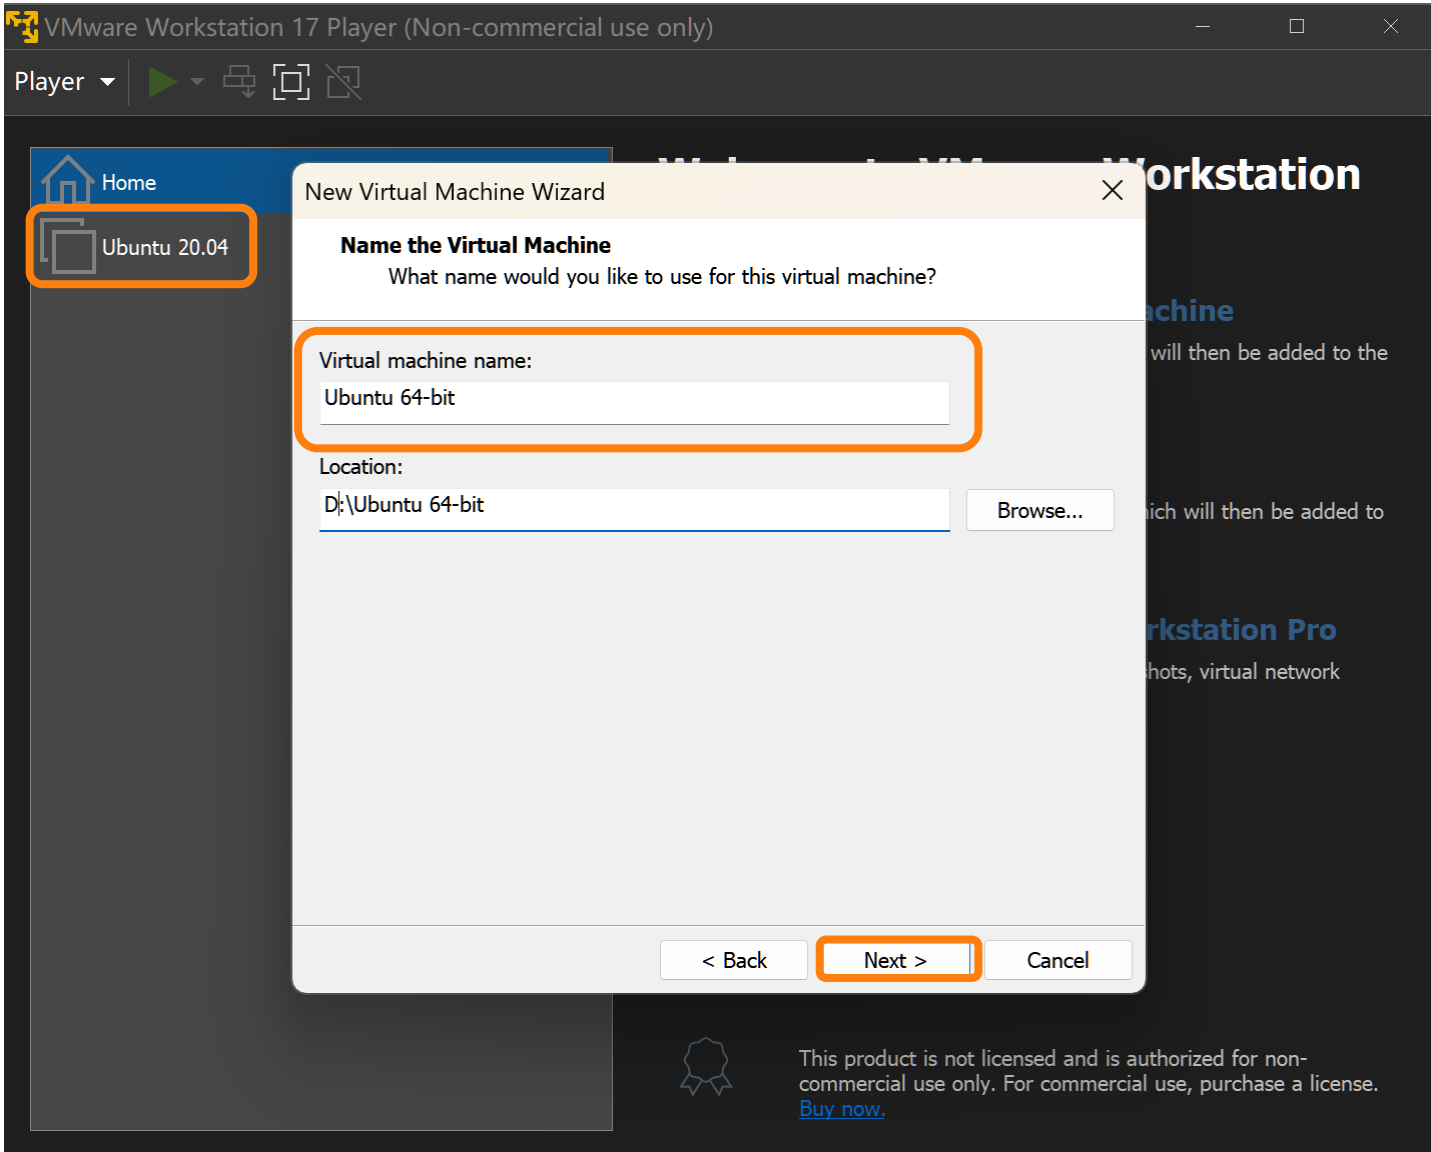 VMware Workstation 17 Player (Non-commercial use only)
Player
Home
Ubuntu 20.04
orkstation
New Virtual Machine Wizard
Name the Virtual Machine
What name would you like to use for this virtual machine?
Virtual machine name:
Ubuntu 64-bit
Location:
D:\Ubuntu 64-bit
Browse...
achine
will then be added to the
ich will then be added to
rkstation Pro
shots, virtual network
< Back
Next >
Cancel
This product is not licensed and is authorized for non-
commercial use only. For commercial use, purchase a license.
Buy now.